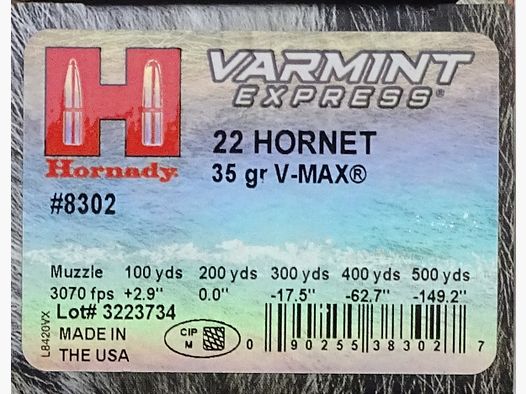 VARMINT
EXPRESS®
22 HORNET
35 gr V-MAX®
H
Hornady
#8302
Muzzle 100 yds 200 yds 300 yds 400 yds 500 yds
3070 fps +2.9" 0.0" -17.5" -62.7" -149.2"
Lot# 3223734
MADE IN
THE USA
CIP
M
0 90255 38302 7
L8420VX